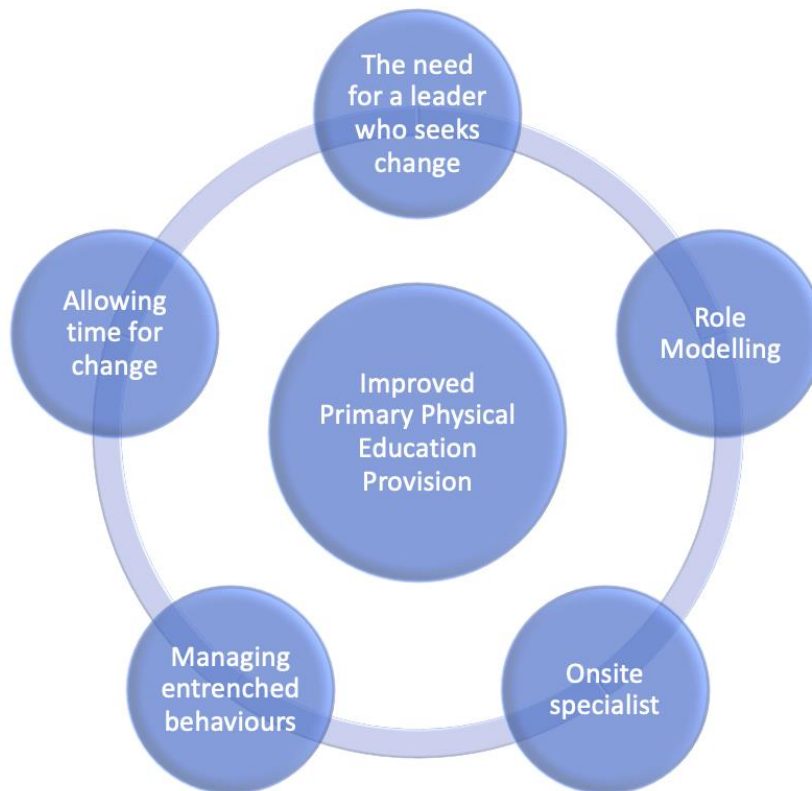 The need
for a leader
who seeks
change
Role
Modelling
Onsite
specialist
Managing
entrenched
behaviours
Allowing
time for
change
Improved
Primary Physical
Education
Provision